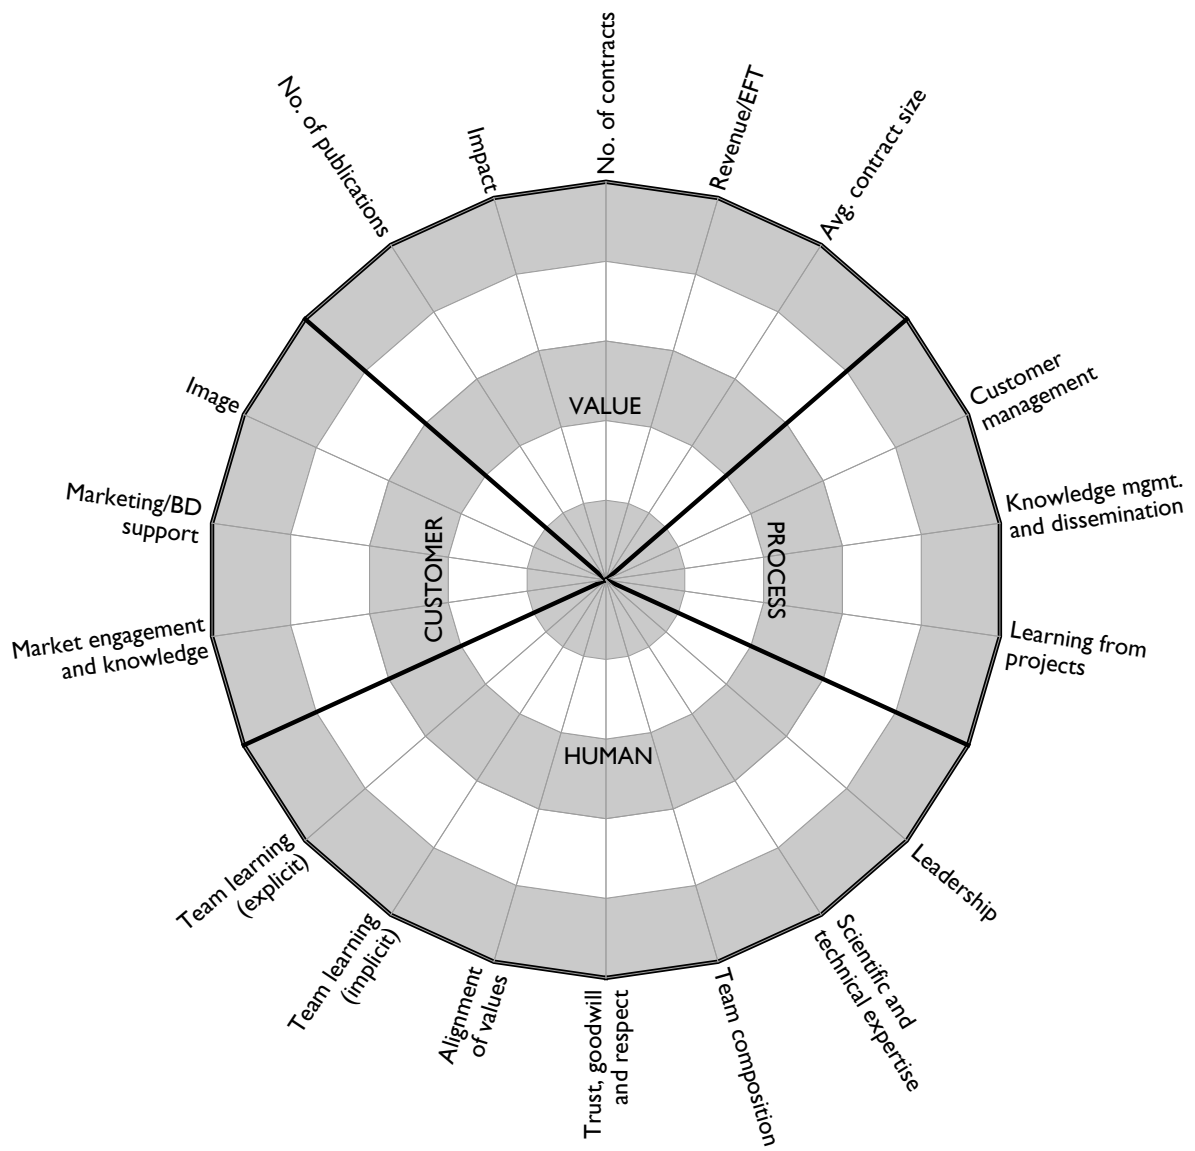 No. of contracts
Revenue/EFT
Avg. contract size
Customer
management
Knowledge mgmt.
and dissemination
Learning from
projects
Leadership
Scientific and
technical expertise
Team composition
Trust, goodwill
and respect
Alignment
of values
Team learning
(implicit)
Team learning
(explicit)
Market engagement
and knowledge
Marketing/BD
support
Image
No. of publications
Impact
VALUE
PROCESS
HUMAN
CUSTOMER